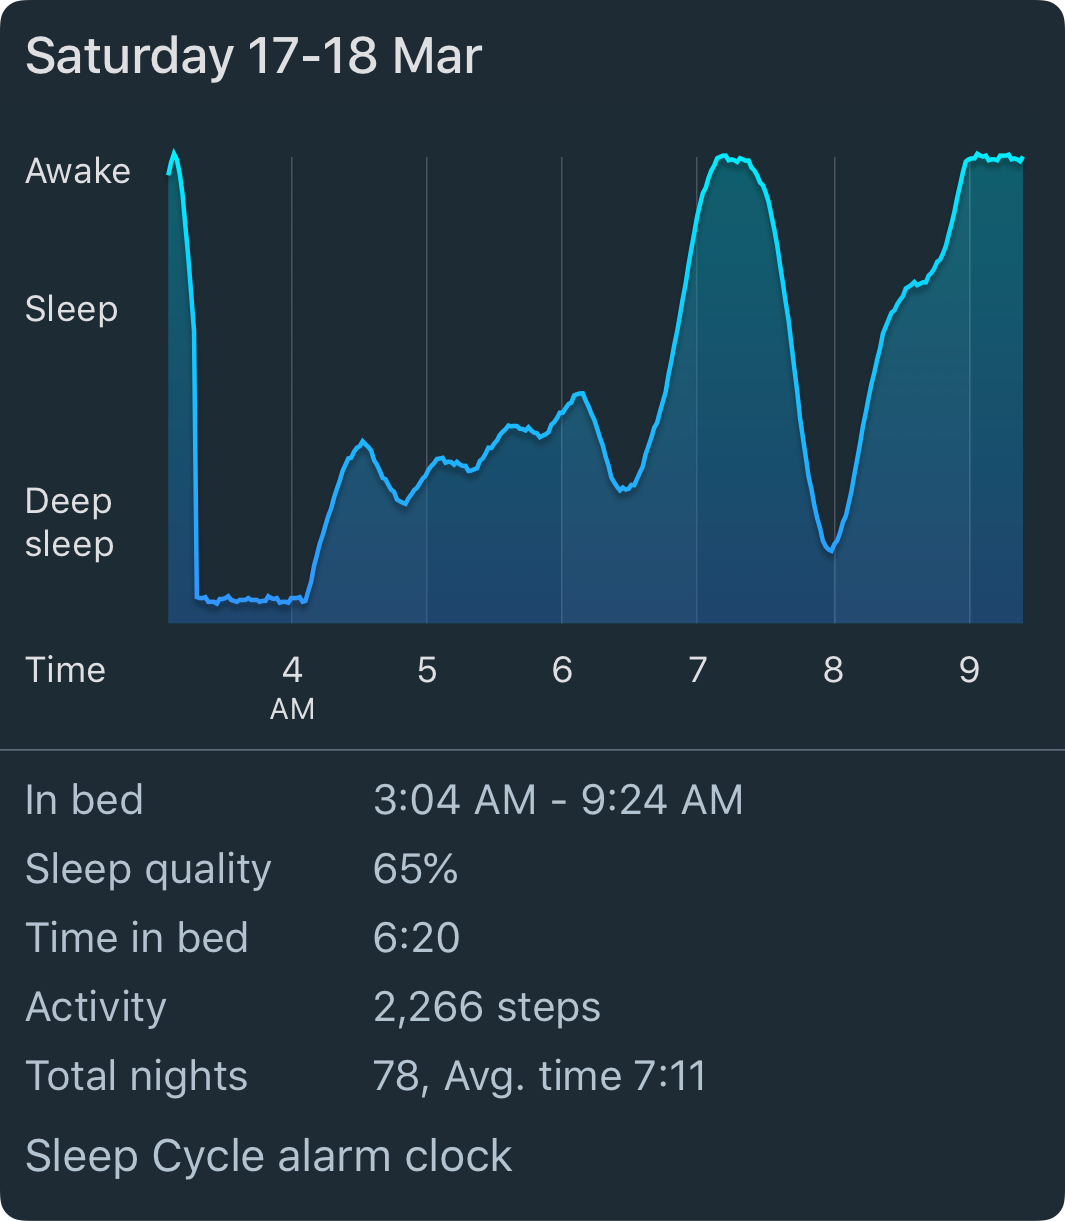 Saturday 17-18 Mar
Awake
Sleep
Deep
sleep
Time 4 5 6 7 8 9
AM
In bed 3:04 AM - 9:24 AM
Sleep quality 65%
Time in bed 6:20
Activity 2,266 steps
Total nights 78, Avg. time 7:11
Sleep Cycle alarm clock